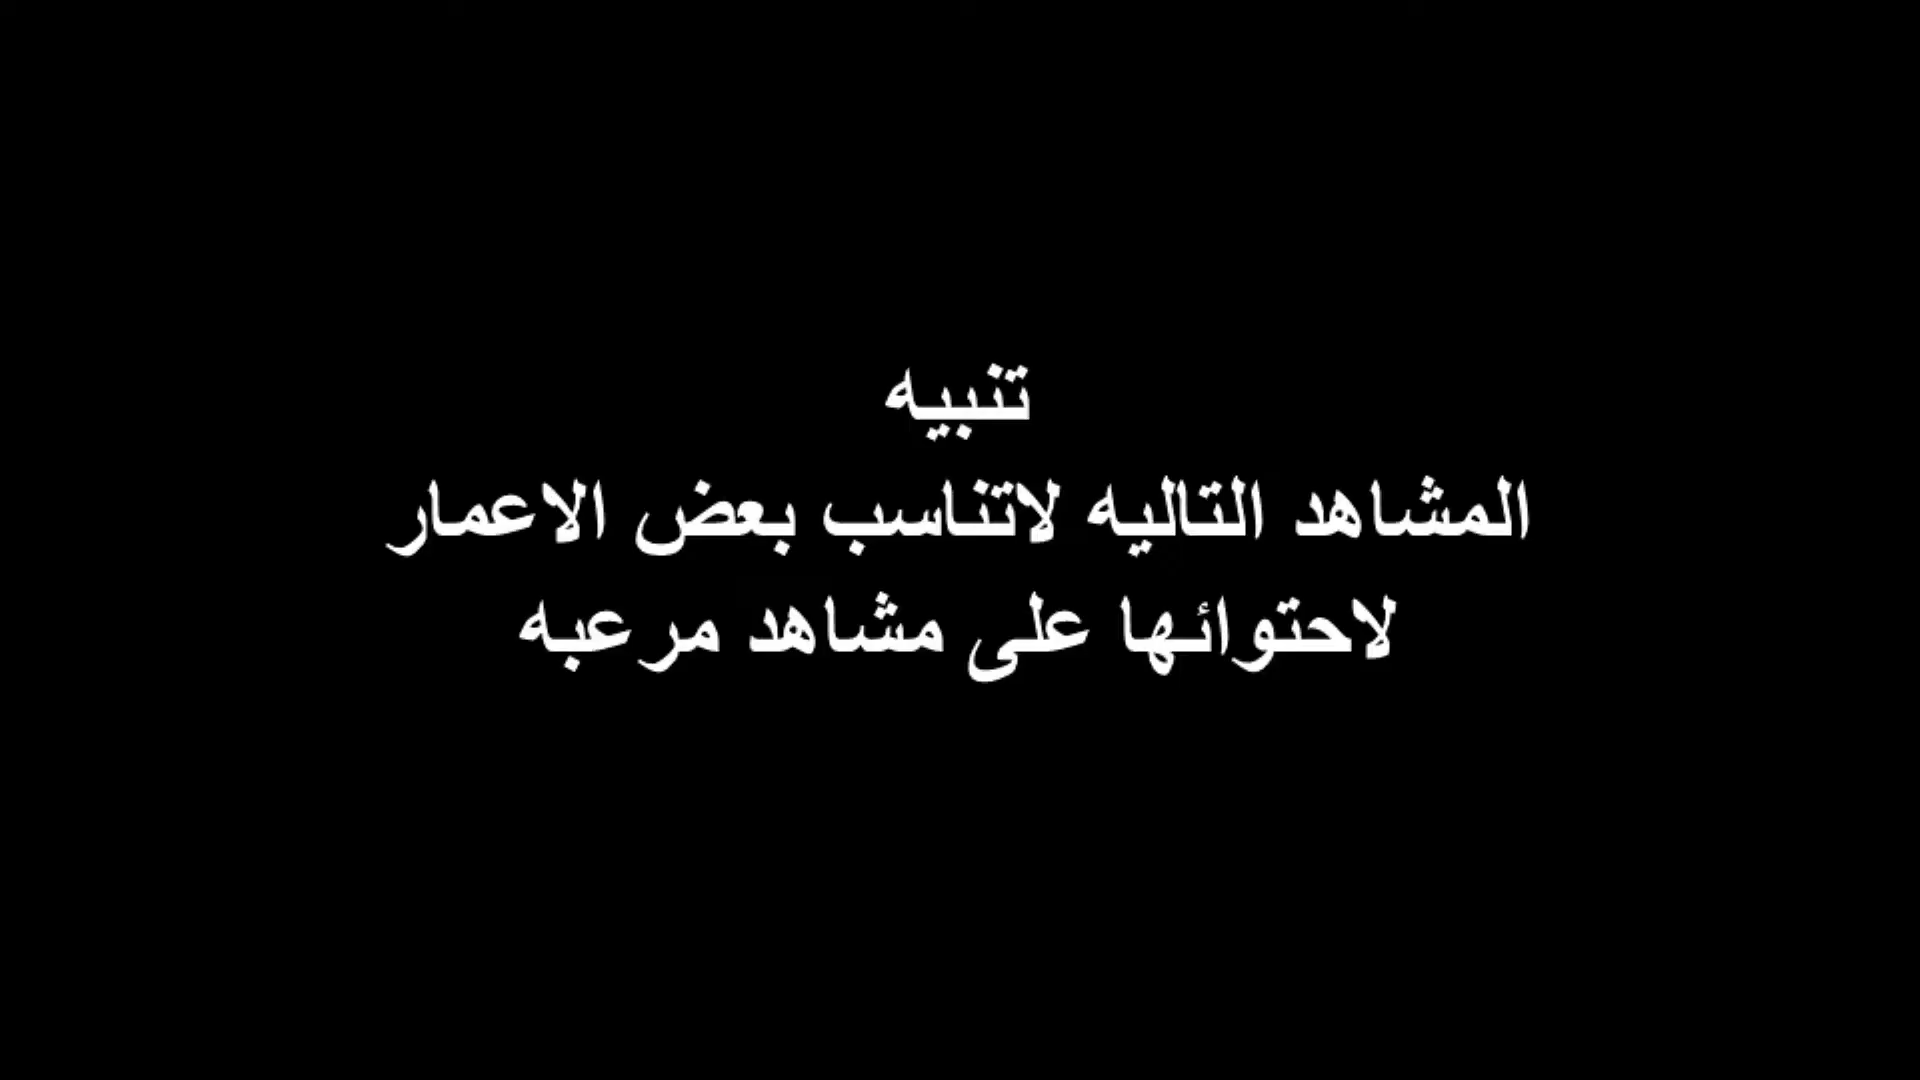 تنبيه
المشاهد التاليه لاتناسب بعض الاعمار
لاحتوائها على مشاهد مرعبه